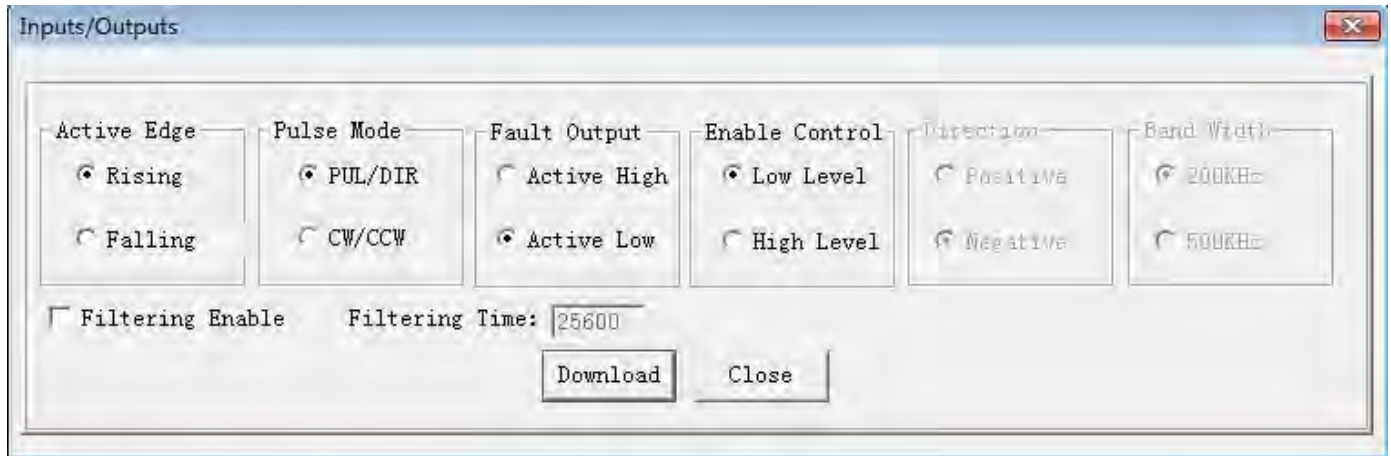 Inputs/Outputs
Active Edge Pulse Mode Fault Output Enable Control Direction Band Width
Rising PUL/DIR Active High Low Level Positive 200KHz
Falling CW/CCW Active Low High Level Negative 500KHz
Filtering Enable Filtering Time: 25600
Download Close